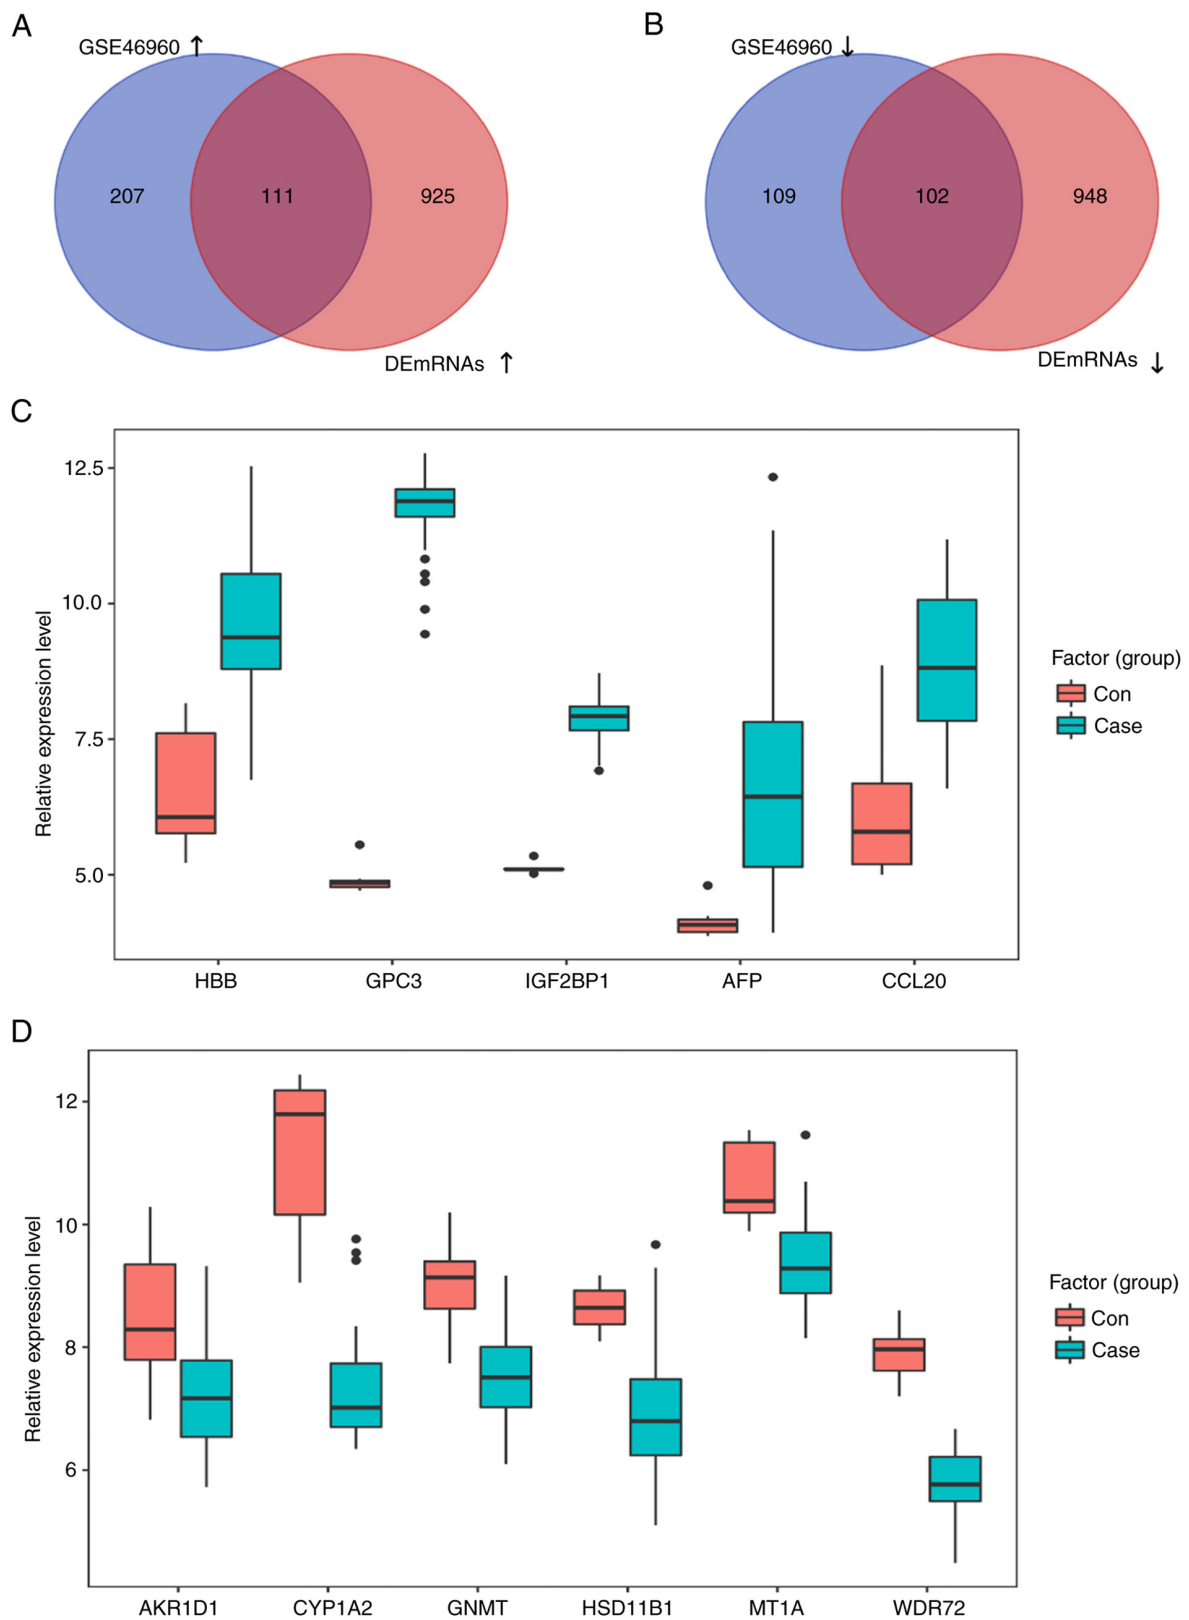 A
GSE46960 ↑
207
111
925
DEmRNAs ↑
B
GSE46960 ↓
109
102
948
DEmRNAs ↓
C
Relative expression level
12.5
10.0
7.5
5.0
HBB
GPC3
IGF2BP1
AFP
CCL20
Factor (group)
Con
Case
D
Relative expression level
12
10
8
6
AKR1D1
CYP1A2
GNMT
HSD11B1
MT1A
WDR72
Factor (group)
Con
Case